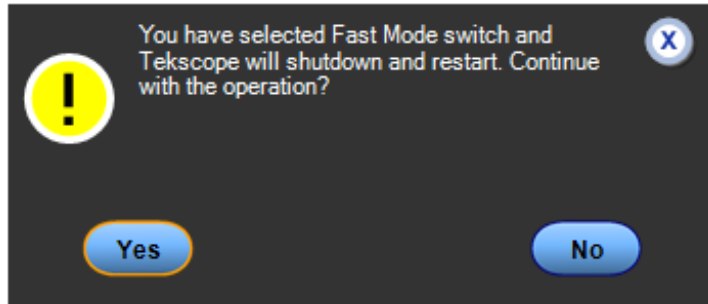 You have selected Fast Mode switch and
Tekscope will shutdown and restart. Continue
with the operation?
X
!
Yes
No